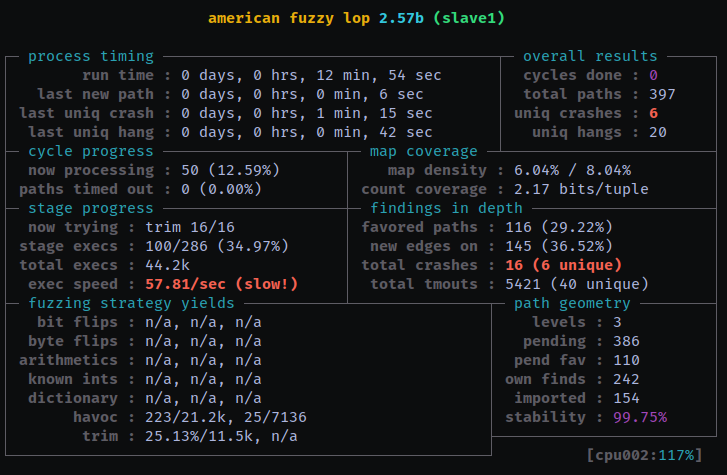 american fuzzy lop 2.57b (slave1)
process timing
overall results
run time : 0 days, 0 hrs, 12 min, 54 sec
cycles done : 0
last new path : 0 days, 0 hrs, 0 min, 6 sec
total paths : 397
last uniq crash : 0 days, 0 hrs, 1 min, 15 sec
uniq crashes : 6
last uniq hang : 0 days, 0 hrs, 0 min, 42 sec
uniq hangs : 20
cycle progress
map coverage
now processing : 50 (12.59%)
map density : 6.04% / 8.04%
paths timed out : 0 (0.00%)
count coverage : 2.17 bits/tuple
stage progress
findings in depth
now trying : trim 16/16
favored paths : 116 (29.22%)
stage execs : 100/286 (34.97%)
new edges on : 145 (36.52%)
total execs : 44.2k
total crashes : 16 (6 unique)
exec speed : 57.81/sec (slow!)
total tmouts : 5421 (40 unique)
fuzzing strategy yields
path geometry
bit flips : n/a, n/a, n/a
levels : 3
byte flips : n/a, n/a, n/a
pending : 386
arithmetics : n/a, n/a, n/a
pend fav : 110
known ints : n/a, n/a, n/a
own finds : 242
dictionary : n/a, n/a, n/a
imported : 154
havoc : 223/21.2k, 25/7136
stability : 99.75%
trim : 25.13%/11.5k, n/a
[cpu002:117%]